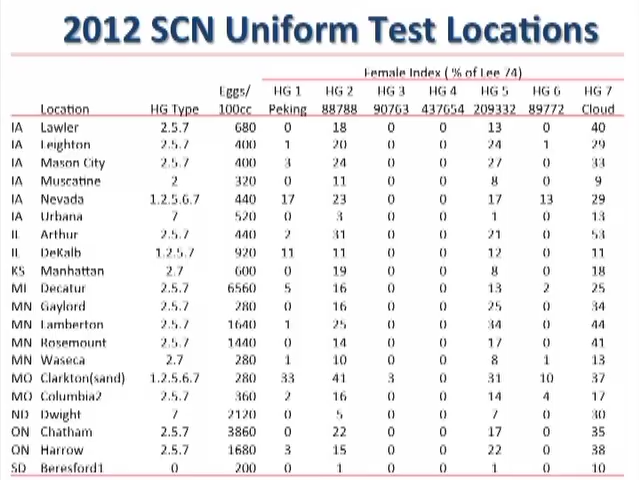 2012 SCN Uniform Test Locations
Female Index ( % of Lee 74)
Eggs/ HG 1 HG 2 HG 3 HG 4 HG 5 HG 6 HG 7
Location HG Type 100cc Peking 88788 90763 437654 209332 89772 Cloud
IA Lawler 2.5.7 680 0 18 0 0 13 0 40
IA Leighton 2.5.7 400 1 20 0 0 24 1 29
IA Mason City 2.5.7 400 3 24 0 0 27 0 33
IA Muscatine 2 320 0 11 0 0 8 0 9
IA Nevada 1.2.5.6.7 440 17 23 0 0 17 13 29
IA Urbana 7 520 0 3 0 0 1 0 13
IL Arthur 2.5.7 440 2 31 0 0 21 0 53
IL DeKalb 1.2.5.7 920 11 11 0 0 12 0 11
KS Manhattan 2.7 600 0 19 0 0 8 0 18
MI Decatur 2.5.7 6560 5 16 0 0 13 2 25
MN Gaylord 2.5.7 280 0 16 0 0 25 0 34
MN Lamberton 2.5.7 1640 1 25 0 0 34 0 44
MN Rosemount 2.5.7 1440 0 14 0 0 17 0 41
MN Waseca 2.7 280 1 10 0 0 8 1 13
MO Clarkton(sand) 1.2.5.6.7 280 33 41 3 0 31 10 37
MO Columbia2 2.5.7 360 2 16 0 0 14 4 17
ND Dwight 7 2120 0 5 0 0 7 0 30
ON Chatham 2.5.7 3860 0 22 0 0 17 0 35
ON Harrow 2.5.7 1680 3 15 0 0 22 0 38
SD Beresford1 0 200 0 1 0 0 1 0 10